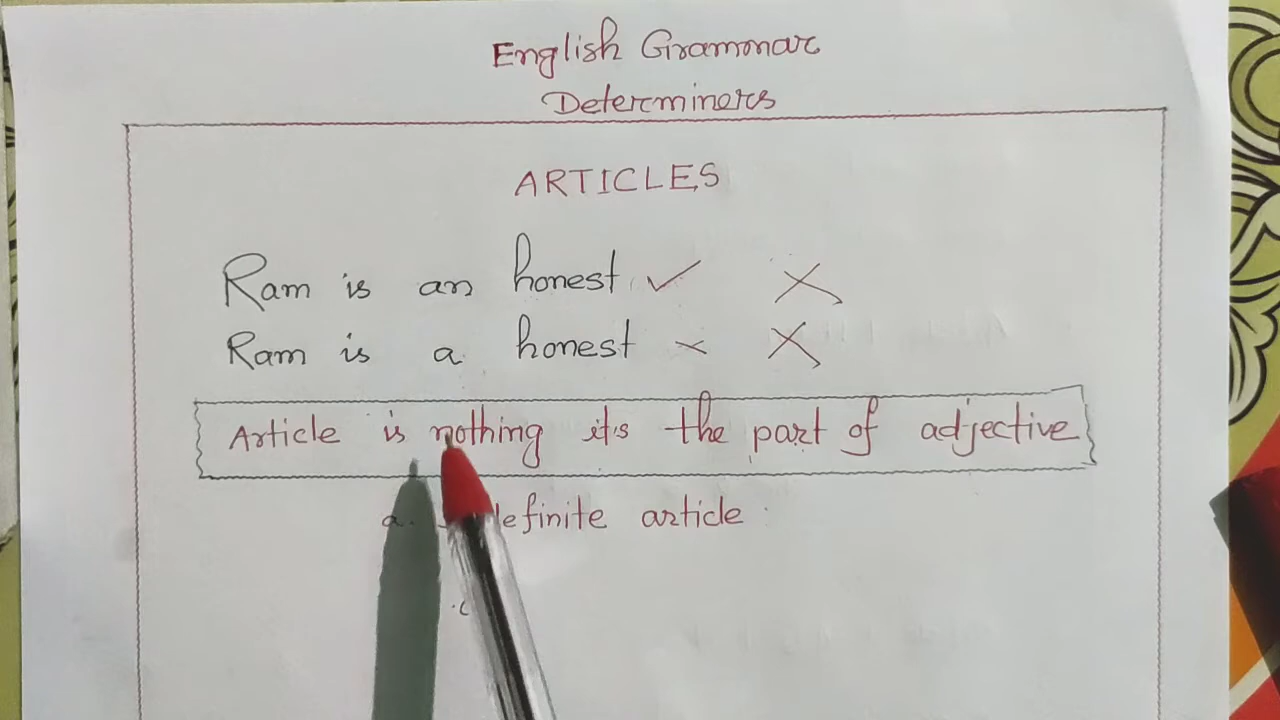 English Grammar
Determiners
ARTICLES
Ram is an honest ✓ ✗
Ram is a honest × ✗
Article is nothing it's the part of adjective
a. definite article